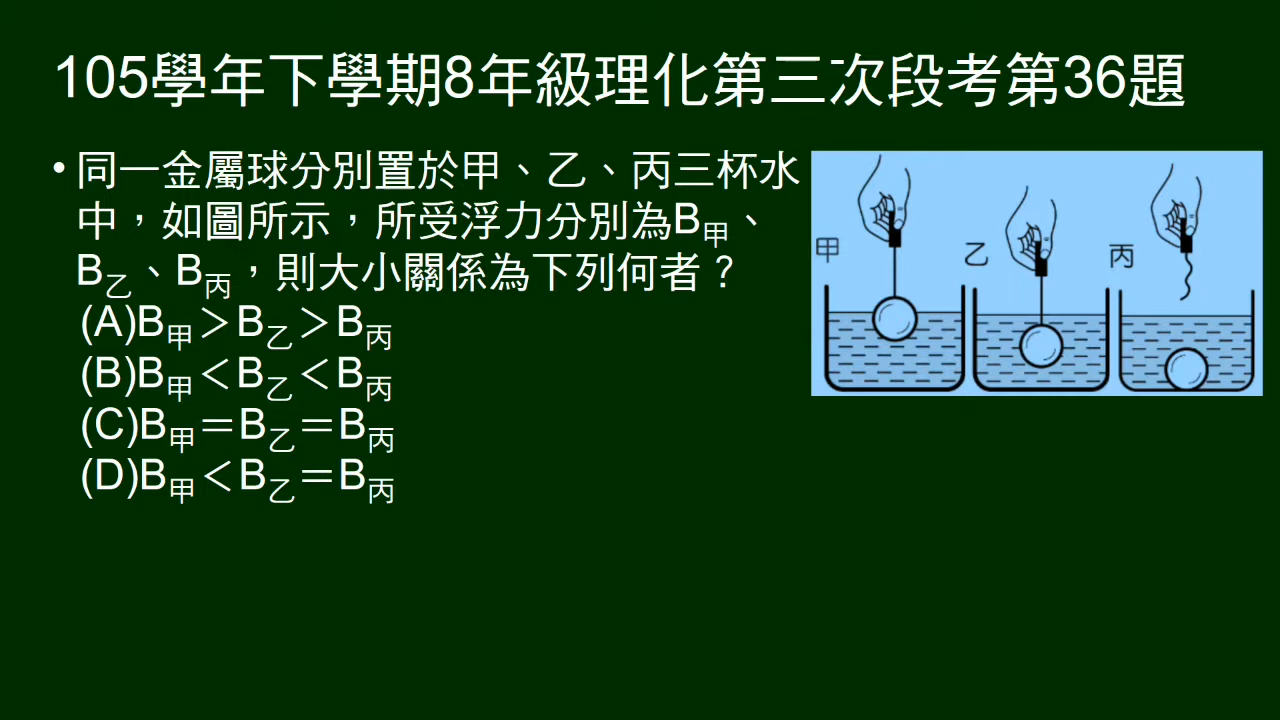 105學年下學期8年級理化第三次段考第36題
•同一金屬球分別置於甲、乙、丙三杯水
中，如圖所示，所受浮力分別為B甲、
B乙、B丙，則大小關係為下列何者？
(A)B甲＞B乙＞B丙
(B)B甲＜B乙＜B丙
(C)B甲＝B乙＝B丙
(D)B甲＜B乙＝B丙
甲
乙
丙